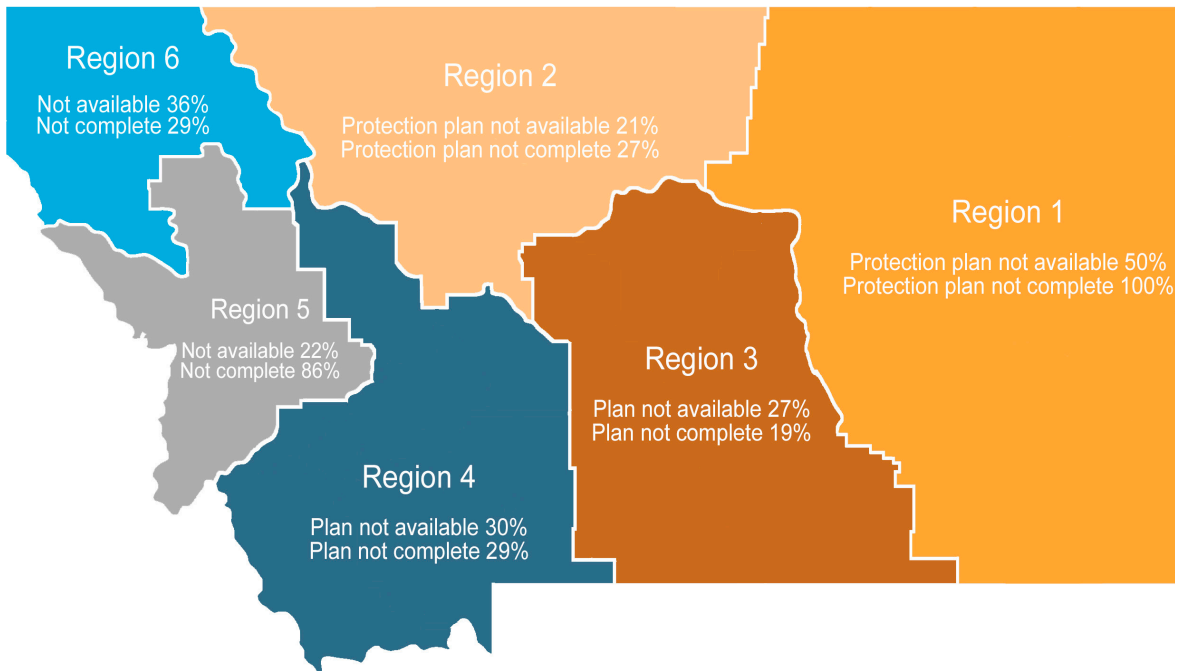 Region 6
Not available 36%
Not complete 29%
Region 2
Protection plan not available 21%
Protection plan not complete 27%
Region 1
Protection plan not available 50%
Protection plan not complete 100%
Region 5
Not available 22%
Not complete 86%
Region 3
Plan not available 27%
Plan not complete 19%
Region 4
Plan not available 30%
Plan not complete 29%